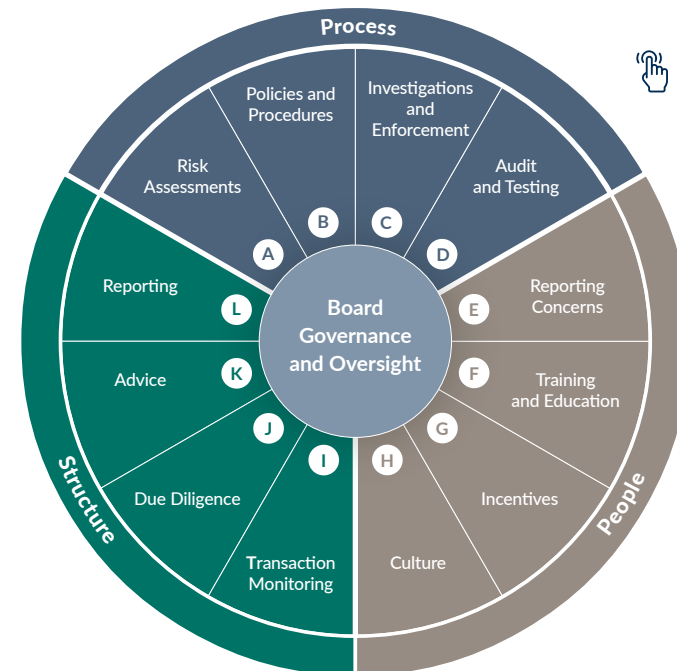 Process
Policies and
Procedures
Investigations
and
Enforcement
Risk
Assessments
Audit
and Testing
A
B
C
D
Reporting
L
Board
Governance
and Oversight
E
Reporting
Concerns
Advice
K
F
Training
and Education
J
I
H
G
Structure
Due Diligence
Incentives
People
Transaction
Monitoring
Culture